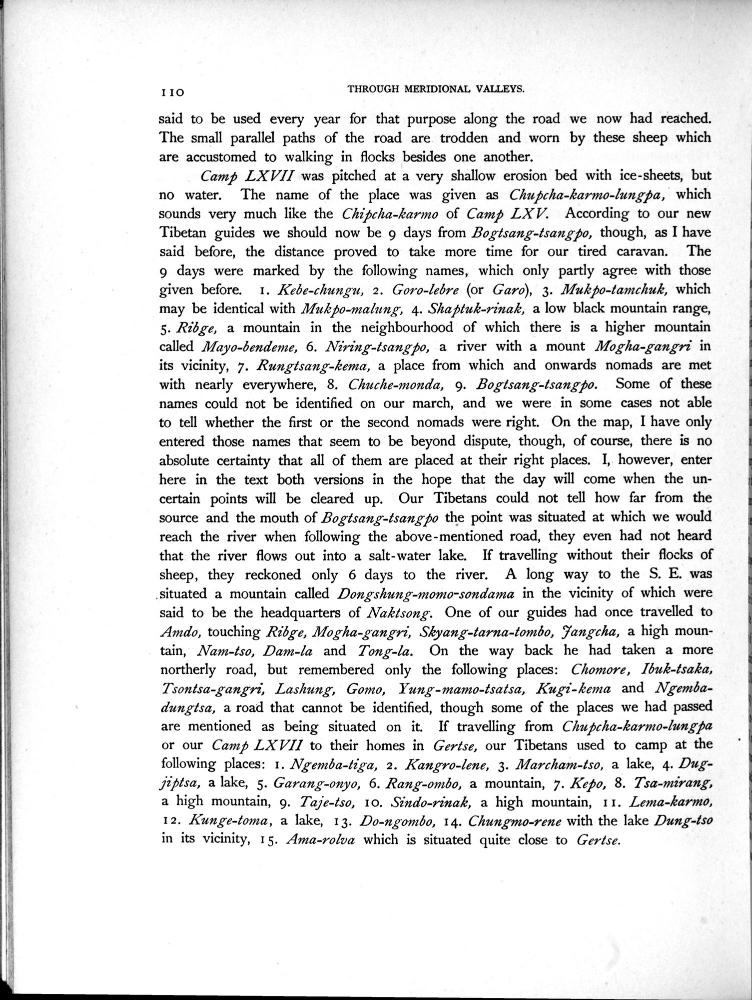 110
THROUGH MERIDIONAL VALLEYS.
said to be used every year for that purpose along the road we now had reached.
The small parallel paths of the road are trodden and worn by these sheep which
are accustomed to walking in flocks besides one another.
Camp LXVII was pitched at a very shallow erosion bed with ice-sheets, but
no water. The name of the place was given as Chupcha-karmo-lungpa, which
sounds very much like the Chipcha-karmo of Camp LXV. According to our new
Tibetan guides we should now be 9 days from Bogtsang-tsangpo, though, as I have
said before, the distance proved to take more time for our tired caravan. The
9 days were marked by the following names, which only partly agree with those
given before. 1. Kebe-chungu, 2. Goro-lebre (or Garo), 3. Mukpo-tamchuk, which
may be identical with Mukpo-malung, 4. Shaptuk-rinak, a low black mountain range,
5. Ribge, a mountain in the neighbourhood of which there is a higher mountain
called Mayo-bendeme, 6. Niring-tsangpo, a river with a mount Mogha-gangri in
its vicinity, 7. Rungtsang-kema, a place from which and onwards nomads are met
with nearly everywhere, 8. Chuche-monda, 9. Bogtsang-tsangpo. Some of these
names could not be identified on our march, and we were in some cases not able
to tell whether the first or the second nomads were right. On the map, I have only
entered those names that seem to be beyond dispute, though, of course, there is no
absolute certainty that all of them are placed at their right places. I, however, enter
here in the text both versions in the hope that the day will come when the un-
certain points will be cleared up. Our Tibetans could not tell how far from the
source and the mouth of Bogtsang-tsangpo the point was situated at which we would
reach the river when following the above-mentioned road, they even had not heard
that the river flows out into a salt-water lake. If travelling without their flocks of
sheep, they reckoned only 6 days to the river. A long way to the S. E. was
situated a mountain called Dongshung-momo-sondama in the vicinity of which were
said to be the headquarters of Naktsong. One of our guides had once travelled to
Amdo, touching Ribge, Mogha-gangri, Skyang-tarna-tombo, Jangcha, a high moun-
tain, Nam-tso, Dam-la and Tong-la. On the way back he had taken a more
northerly road, but remembered only the following places: Chomore, Ibuk-tsaka,
Tsontsa-gangri, Lashung, Gomo, Yung-mamo-tsatsa, Kugi-kema and Ngemba-
dungtsa, a road that cannot be identified, though some of the places we had passed
are mentioned as being situated on it. If travelling from Chupcha-karmo-lungpa
or our Camp LXVII to their homes in Gertse, our Tibetans used to camp at the
following places: 1. Ngemba-tiga, 2. Kangro-lene, 3. Marcham-tso, a lake, 4. Dug-
jiptsa, a lake, 5. Garang-onyo, 6. Rang-ombo, a mountain, 7. Kepo, 8. Tsa-mirang,
a high mountain, 9. Taje-tso, 10. Sindo-rinak, a high mountain, 11. Lema-karmo,
12. Kunge-toma, a lake, 13. Do-ngombo, 14. Chungmo-rene with the lake Dung-tso
in its vicinity, 15. Ama-rolva which is situated quite close to Gertse.